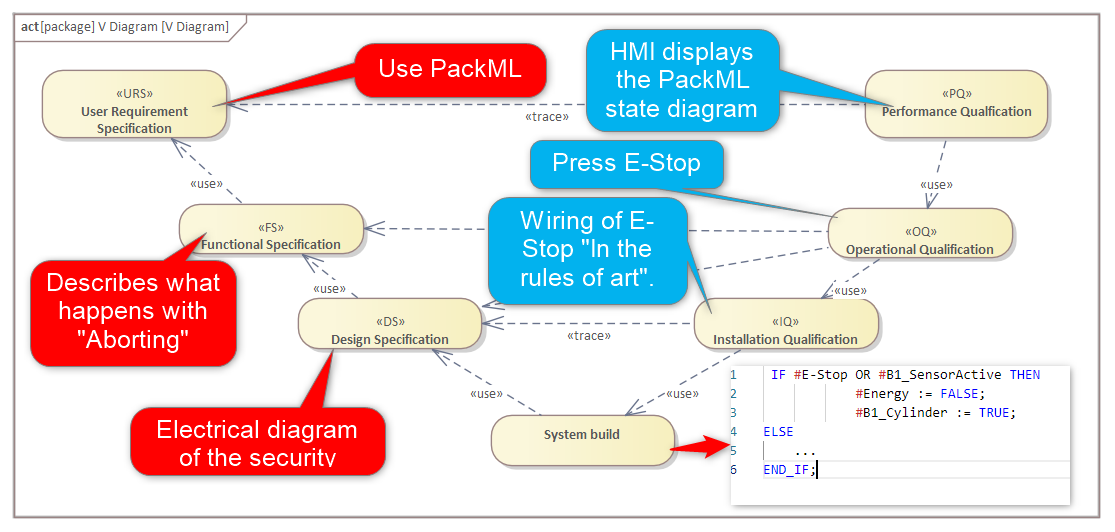 act [package] V Diagram [V Diagram]
Use PackML
HMI displays
the PackML
state diagram
«URS»
User Requirement
Specification
«trace»
«PQ»
Performance Qualfication
Press E-Stop
«use»
«use»
«FS»
Functional Specification
Wiring of E-
Stop "In the
rules of art".
«OQ»
Operational Qualification
Describes what
happens with
"Aborting"
«use»
«use»
«DS»
Design Specification
«trace»
«IQ»
Installation Qualification
«use»
«use»
Electrical diagram
of the security
System build
1 IF #E-Stop OR #B1_SensorActive THEN
2 #Energy := FALSE;
3 #B1_Cylinder := TRUE;
4 ELSE
5 ...
6 END_IF;